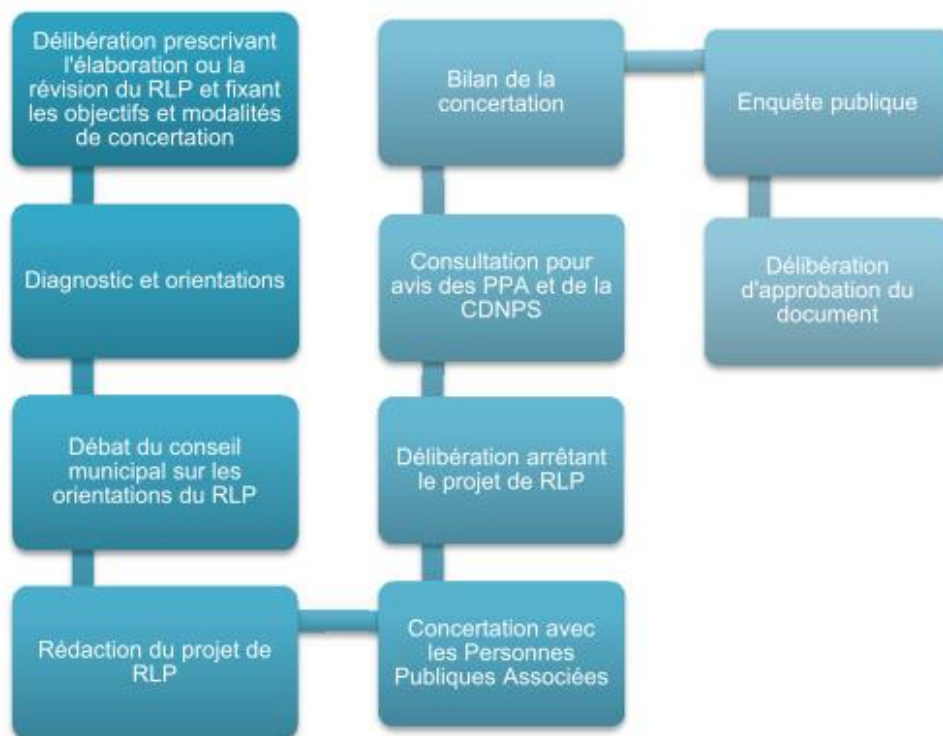 Délibération prescrivant
l'élaboration ou la
révision du RLP et fixant
les objectifs et modalités
de concertation
Diagnostic et orientations
Débat du conseil
municipal sur les
orientations du RLP
Rédaction du projet de
RLP
Concertation avec
les Personnes
Publiques Associées
Délibération arrêtant
le projet de RLP
Consultation pour
avis des PPA et de la
CDNPS
Bilan de la
concertation
Enquête publique
Délibération
d'approbation du
document